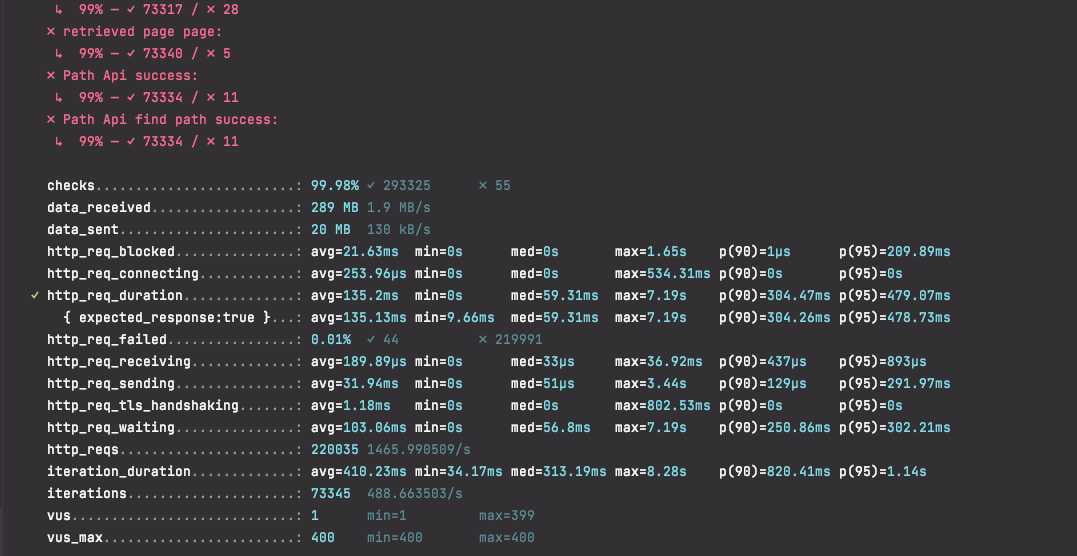 ↳  99% — ✓ 73317 / ✗ 28
✗ retrieved page page:
↳  99% — ✓ 73340 / ✗ 5
✗ Path Api success:
↳  99% — ✓ 73334 / ✗ 11
✗ Path Api find path success:
↳  99% — ✓ 73334 / ✗ 11
checks.........................: 99.98% ✓ 293325      ✗ 55
data_received..................: 289 MB 1.9 MB/s
data_sent......................: 20 MB  130 kB/s
http_req_blocked...............: avg=21.63ms  min=0s      med=0s       max=1.65s    p(90)=1µs      p(95)=209.89ms
http_req_connecting............: avg=253.96µs min=0s      med=0s       max=534.31ms p(90)=0s       p(95)=0s
✓ http_req_duration..............: avg=135.2ms  min=0s      med=59.31ms  max=7.19s    p(90)=304.47ms p(95)=479.07ms
{ expected_response:true }...: avg=135.13ms min=9.66ms  med=59.31ms  max=7.19s    p(90)=304.26ms p(95)=478.73ms
http_req_failed................: 0.01%  ✓ 44          ✗ 219991
http_req_receiving.............: avg=189.89µs min=0s      med=33µs     max=36.92ms  p(90)=437µs    p(95)=893µs
http_req_sending...............: avg=31.94ms  min=0s      med=51µs     max=3.44s    p(90)=129µs    p(95)=291.97ms
http_req_tls_handshaking.......: avg=1.18ms   min=0s      med=0s       max=802.53ms p(90)=0s       p(95)=0s
http_req_waiting...............: avg=103.06ms min=0s      med=56.8ms   max=7.19s    p(90)=250.86ms p(95)=302.21ms
http_reqs......................: 220035 1465.990509/s
iteration_duration.............: avg=410.23ms min=34.17ms med=313.19ms max=8.28s    p(90)=820.41ms p(95)=1.14s
iterations.....................: 73345  488.663503/s
vus............................: 1      min=1         max=399
vus_max........................: 400    min=400       max=400